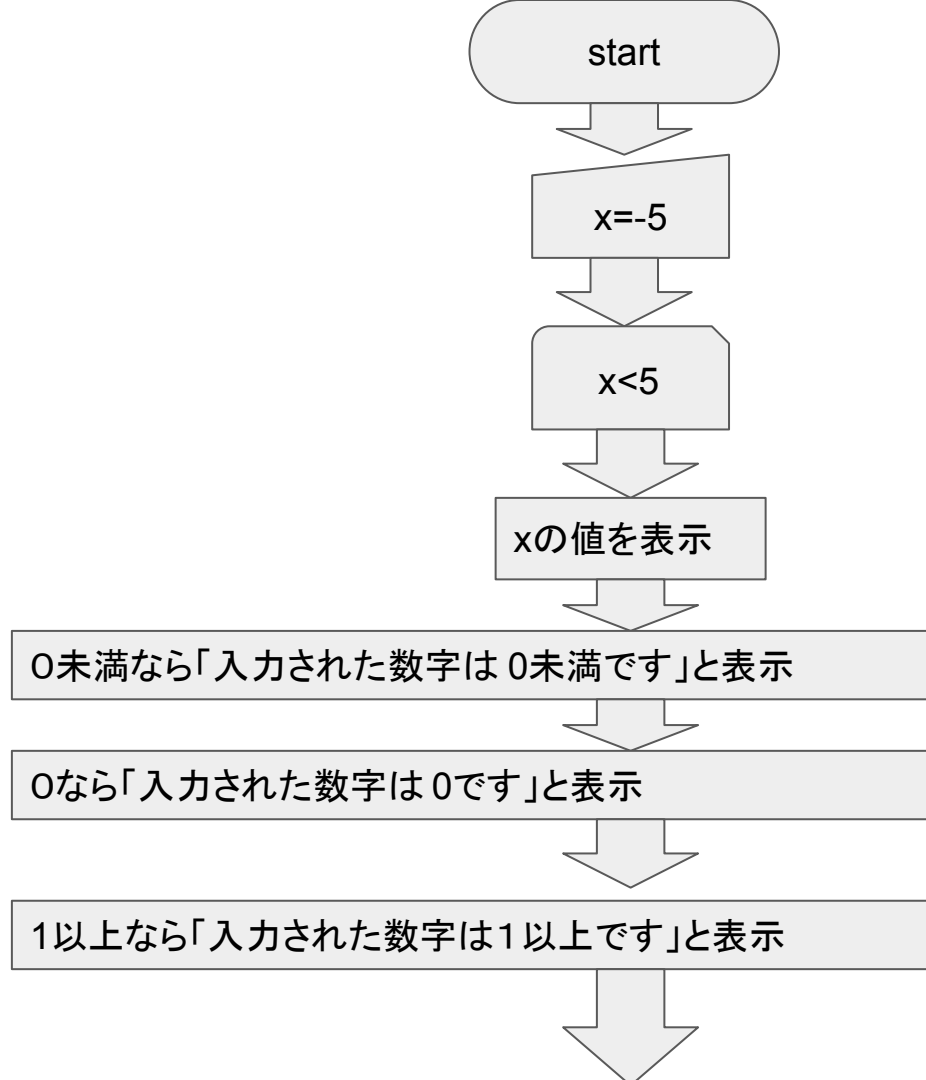 start
x=-5
x<5
xの値を表示
0未満なら「入力された数字は 0未満です」と表示
0なら「入力された数字は 0です」と表示
1以上なら「入力された数字は１以上です」と表示